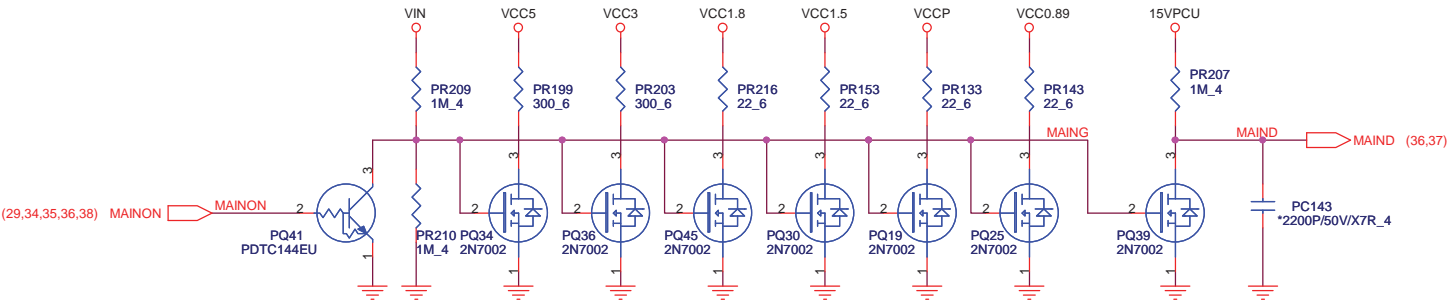 VIN
VCC5
VCC3
VCC1.8
VCC1.5
VCCP
VCC0.89
15VPCU
PR209
1M_4
PR199
300_6
PR203
300_6
PR216
22_6
PR153
22_6
PR133
22_6
PR143
22_6
PR207
1M_4
MAING
MAIND
MAIND (36,37)
3
3
3
3
3
3
3
3
(29,34,35,36,38) MAINON
MAINON
2
2
2
2
2
2
2
2
PQ41
PDTC144EU
PR210
1M_4
PQ34
2N7002
PQ36
2N7002
PQ45
2N7002
PQ30
2N7002
PQ19
2N7002
PQ25
2N7002
PQ39
2N7002
PC143
*2200P/50V/X7R_4
1
1
1
1
1
1
1
1